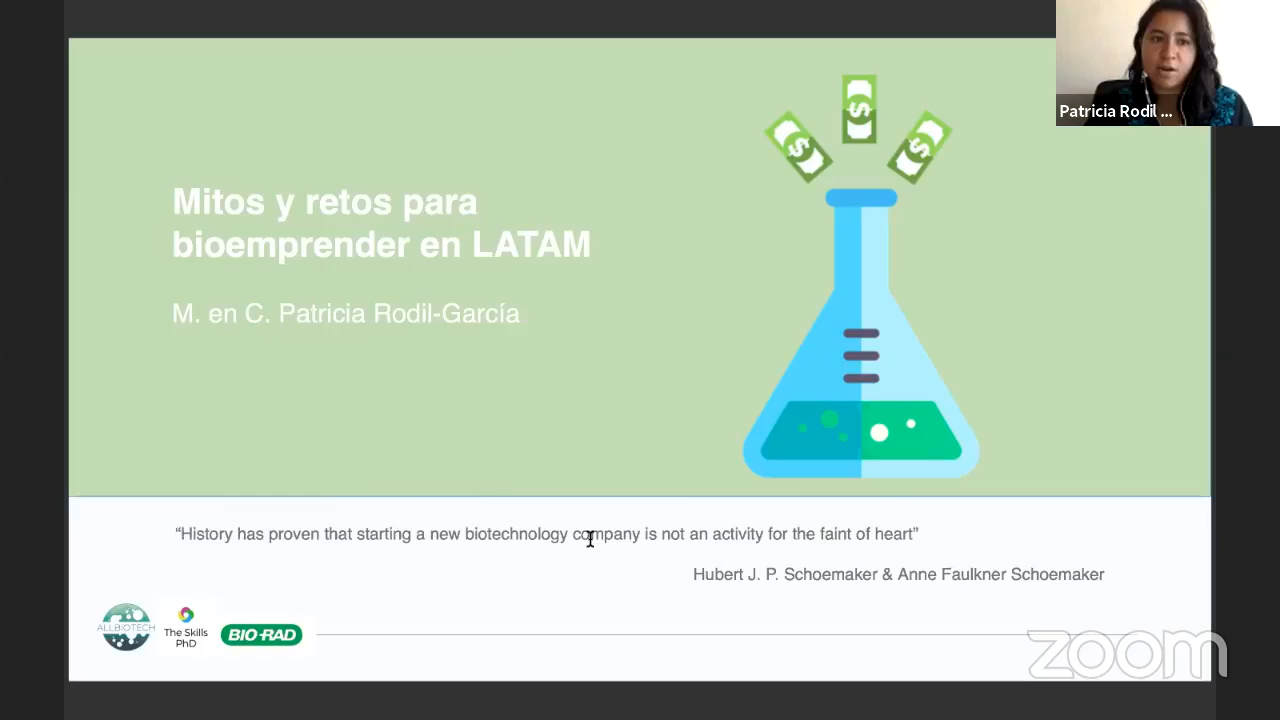 Patricia Rodil ...
Mitos y retos para
bioemprender en LATAM
M. en C. Patricia Rodil-García
“History has proven that starting a new biotechnology company is not an activity for the faint of heart”
Hubert J. P. Schoemaker & Anne Faulkner Schoemaker
ALLBIOTECH
The Skills
PhD
BIO-RAD
zoom
$ $ $